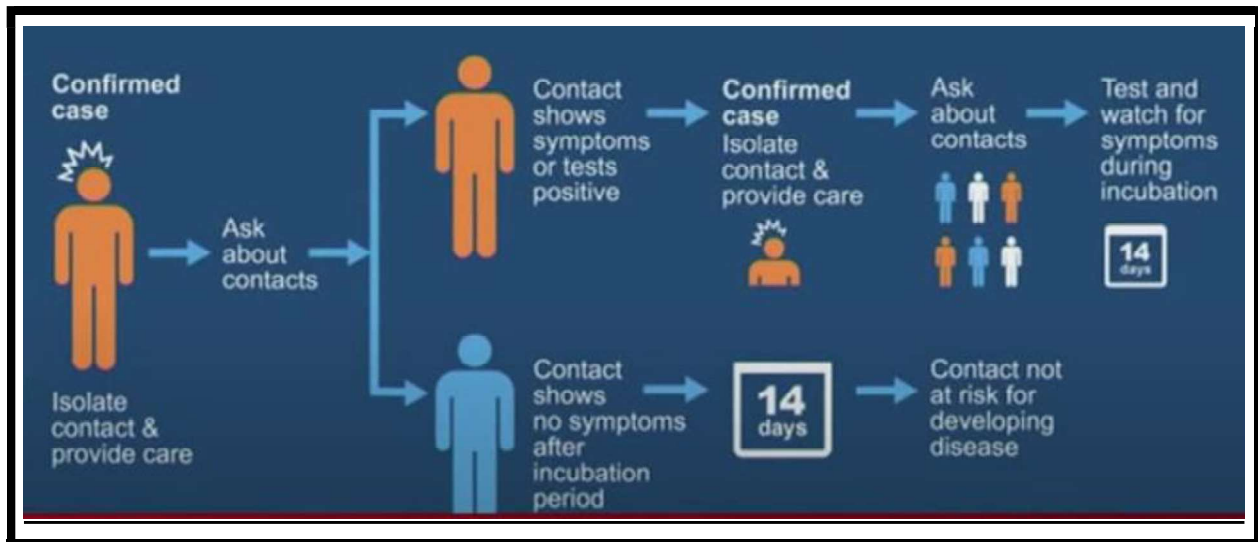 Confirmed
case
Isolate
contact &
provide care
Ask
about
contacts
Contact
shows
symptoms
or tests
positive
Confirmed
case
Isolate
contact &
provide care
Ask
about
contacts
Test and
watch for
symptoms
during
incubation
14
days
Contact
shows
no symptoms
after
incubation
period
14
days
Contact not
at risk for
developing
disease